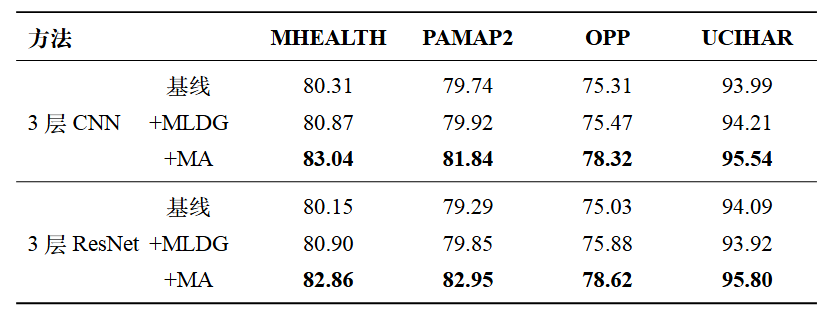 方法 MHEALTH PAMAP2 OPP UCIHAR
基线 80.31 79.74 75.31 93.99
3 层 CNN +MLDG 80.87 79.92 75.47 94.21
+MA 83.04 81.84 78.32 95.54
基线 80.15 79.29 75.03 94.09
3 层 ResNet +MLDG 80.90 79.85 75.88 93.92
+MA 82.86 82.95 78.62 95.80